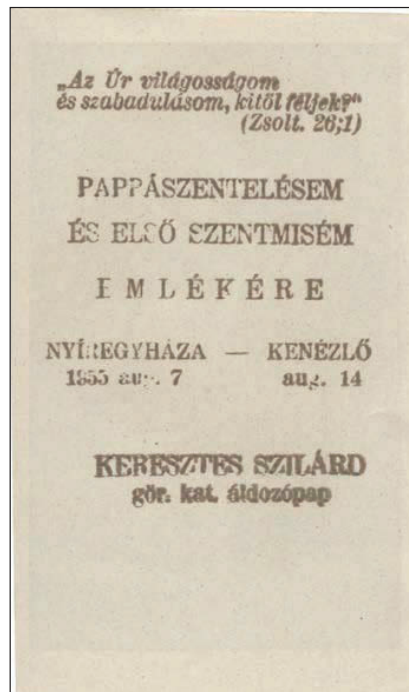 „Az Úr világosságom
és szabadulásom, kitől féljek?“
(Zsolt. 26;1)
PAPPÁSZENTELÉSEM
ÉS ELSŐ SZENTMISÉM
EMLÉKÉRE
NYÍREGYHÁZA — KENÉZLŐ
1955 aug. 7 aug. 14
KERESZTES SZILÁRD
gör. kat. áldozópap